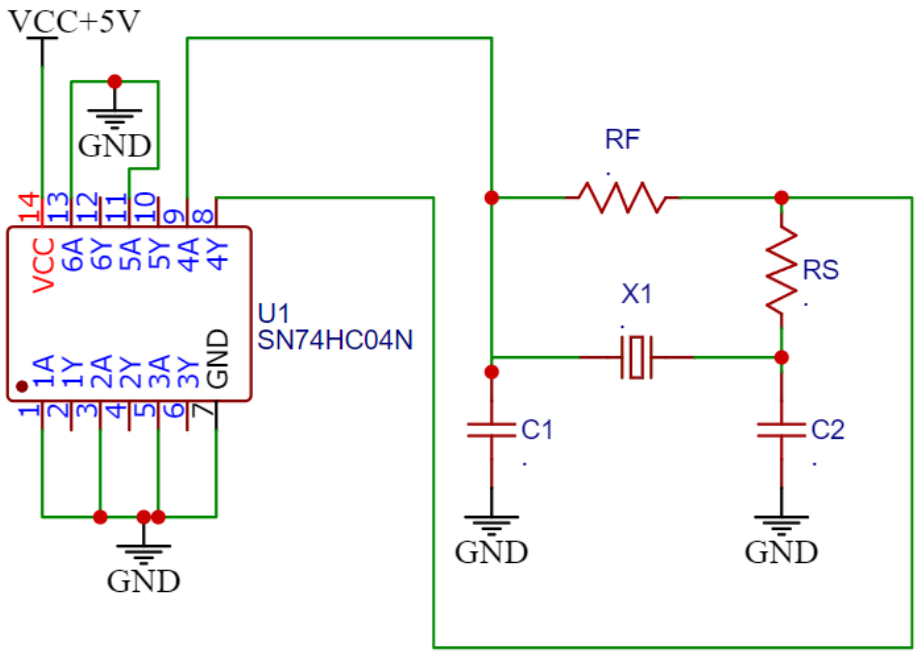 VCC+5V
GND
14
13
12
11
10
9
8
VCC
6A
6Y
5A
5Y
4A
4Y
U1
SN74HC04N
1A
1Y
2A
2Y
3A
3Y
GND
1
2
3
4
5
6
7
GND
RF
.
RS
.
X1
.
C1
.
GND
C2
.
GND